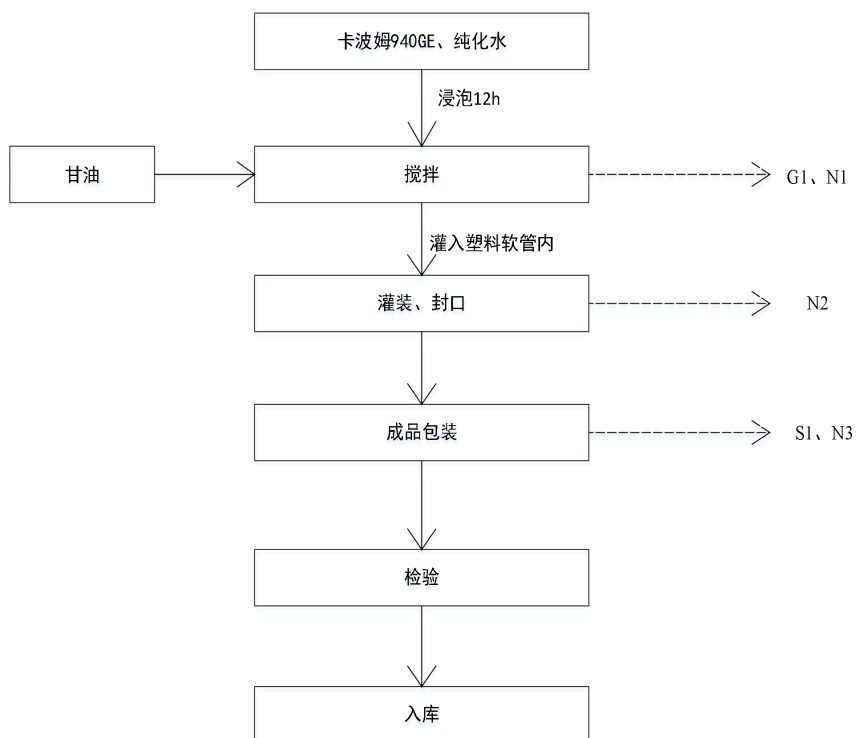 卡波姆940GE、纯化水
浸泡12h
甘油
搅拌
G1、N1
灌入塑料软管内
灌装、封口
N2
成品包装
S1、N3
检验
入库